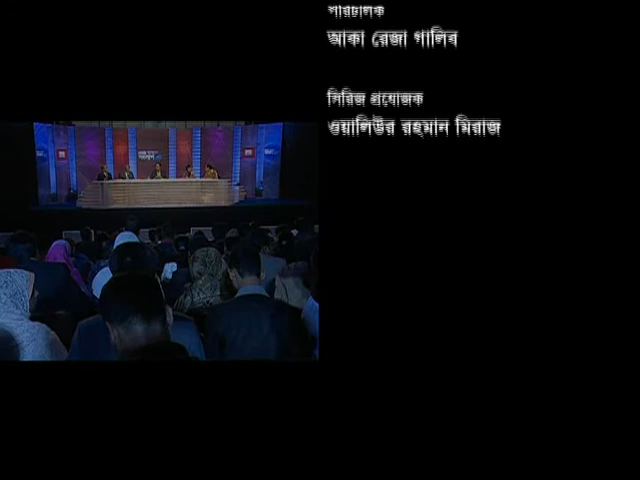 পরিচালক
আকা রেজা গালিব
সিরিজ প্রযোজক
ওয়ালিউর রহমান মিরাজ